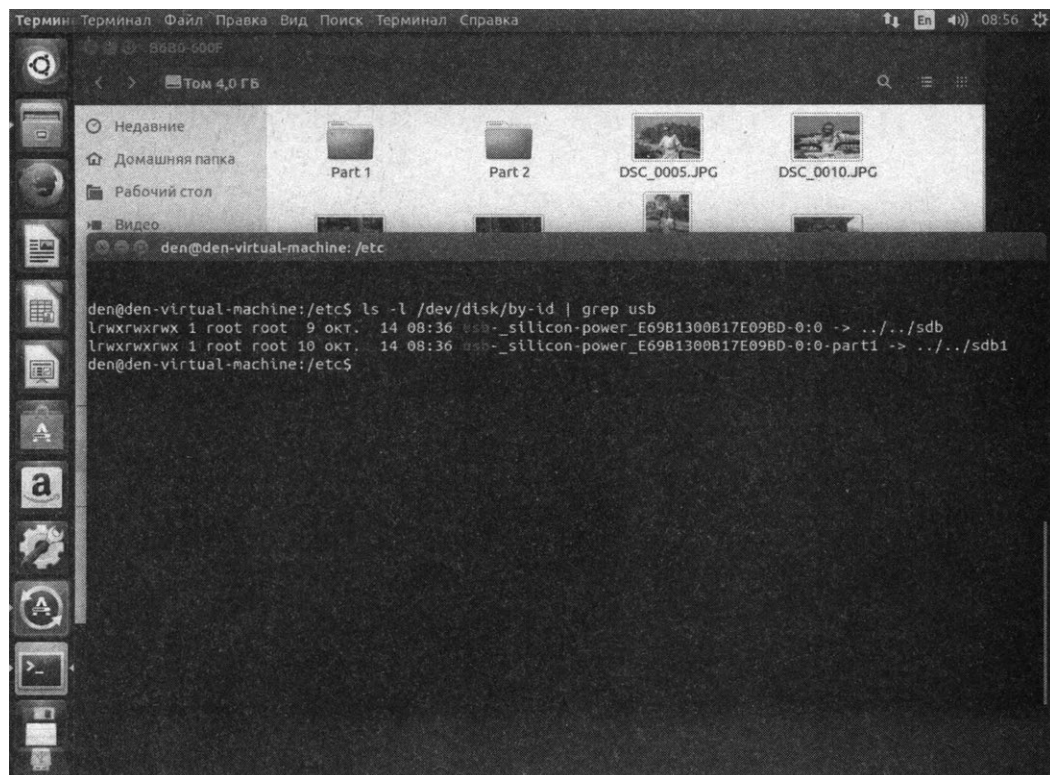 Термин Терминал Файл Правка Вид Поиск Терминал Справка En 08:56
B6B0-600F
Том 4,0 ГБ
Недавние
Домашняя папка
Рабочий стол
Видео
Part 1 Part 2 DSC_0005.JPG DSC_0010.JPG
den@den-virtual-machine: /etc
den@den-virtual-machine:/etc$ ls -l /dev/disk/by-id | grep usb
lrwxrwxrwx 1 root root 9 окт. 14 08:36 usb-_silicon-power_E69B1300B17E09BD-0:0 -> ../../sdb
lrwxrwxrwx 1 root root 10 окт. 14 08:36 usb-_silicon-power_E69B1300B17E09BD-0:0-part1 -> ../../sdb1
den@den-virtual-machine:/etc$